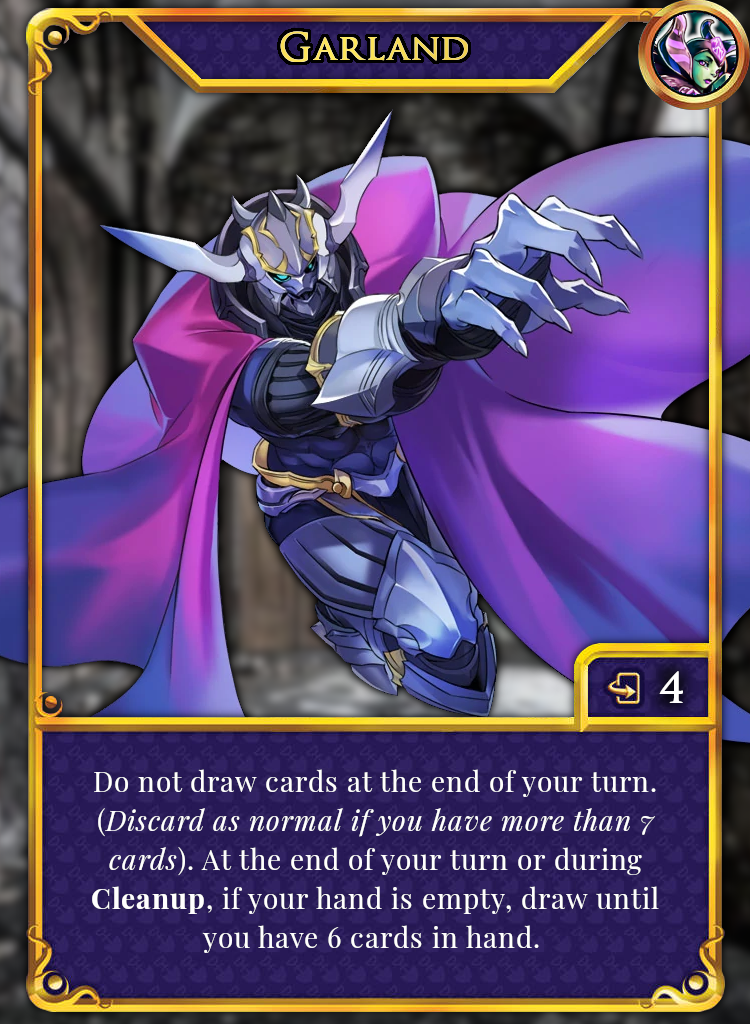 GARLAND
4
Do not draw cards at the end of your turn.
(Discard as normal if you have more than 7
cards). At the end of your turn or during
Cleanup, if your hand is empty, draw until
you have 6 cards in hand.